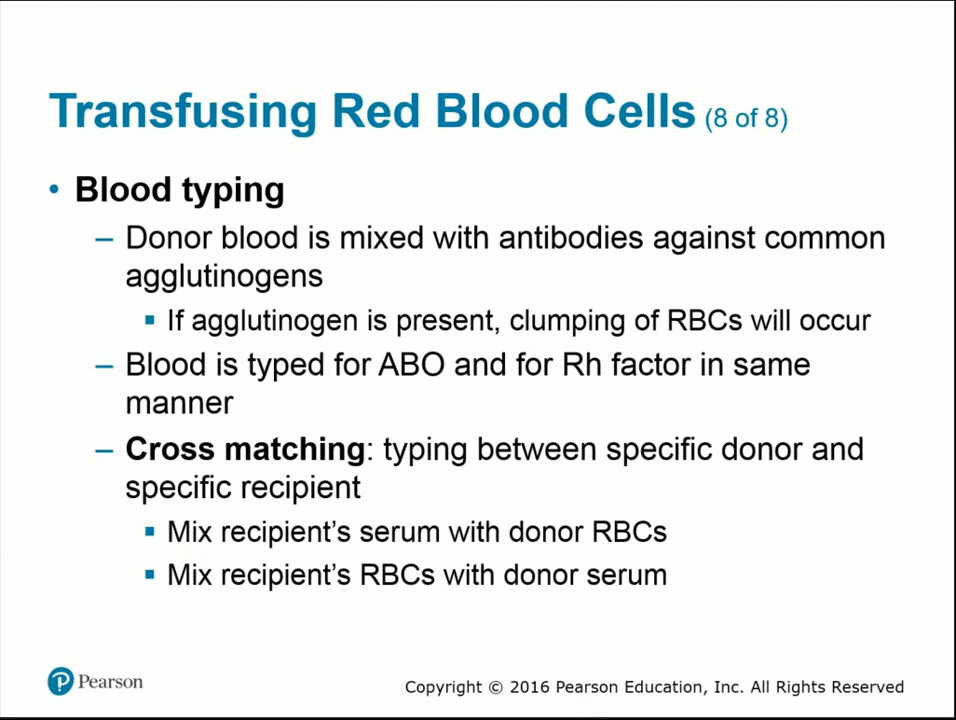 Transfusing Red Blood Cells (8 of 8)
• Blood typing
– Donor blood is mixed with antibodies against common
agglutinogens
▪ If agglutinogen is present, clumping of RBCs will occur
– Blood is typed for ABO and for Rh factor in same
manner
– Cross matching: typing between specific donor and
specific recipient
▪ Mix recipient’s serum with donor RBCs
▪ Mix recipient’s RBCs with donor serum
P Pearson
Copyright © 2016 Pearson Education, Inc. All Rights Reserved